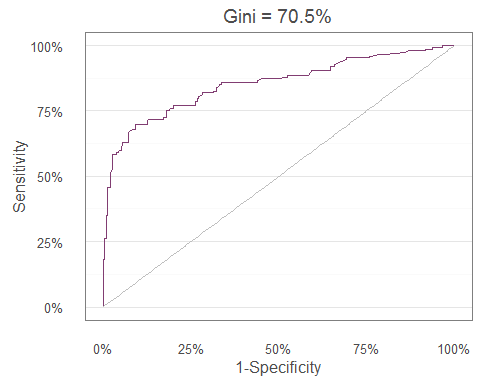 Gini = 70.5%
100%
75%
50%
25%
0%
Sensitivity
0% 25% 50% 75% 100%
1-Specificity